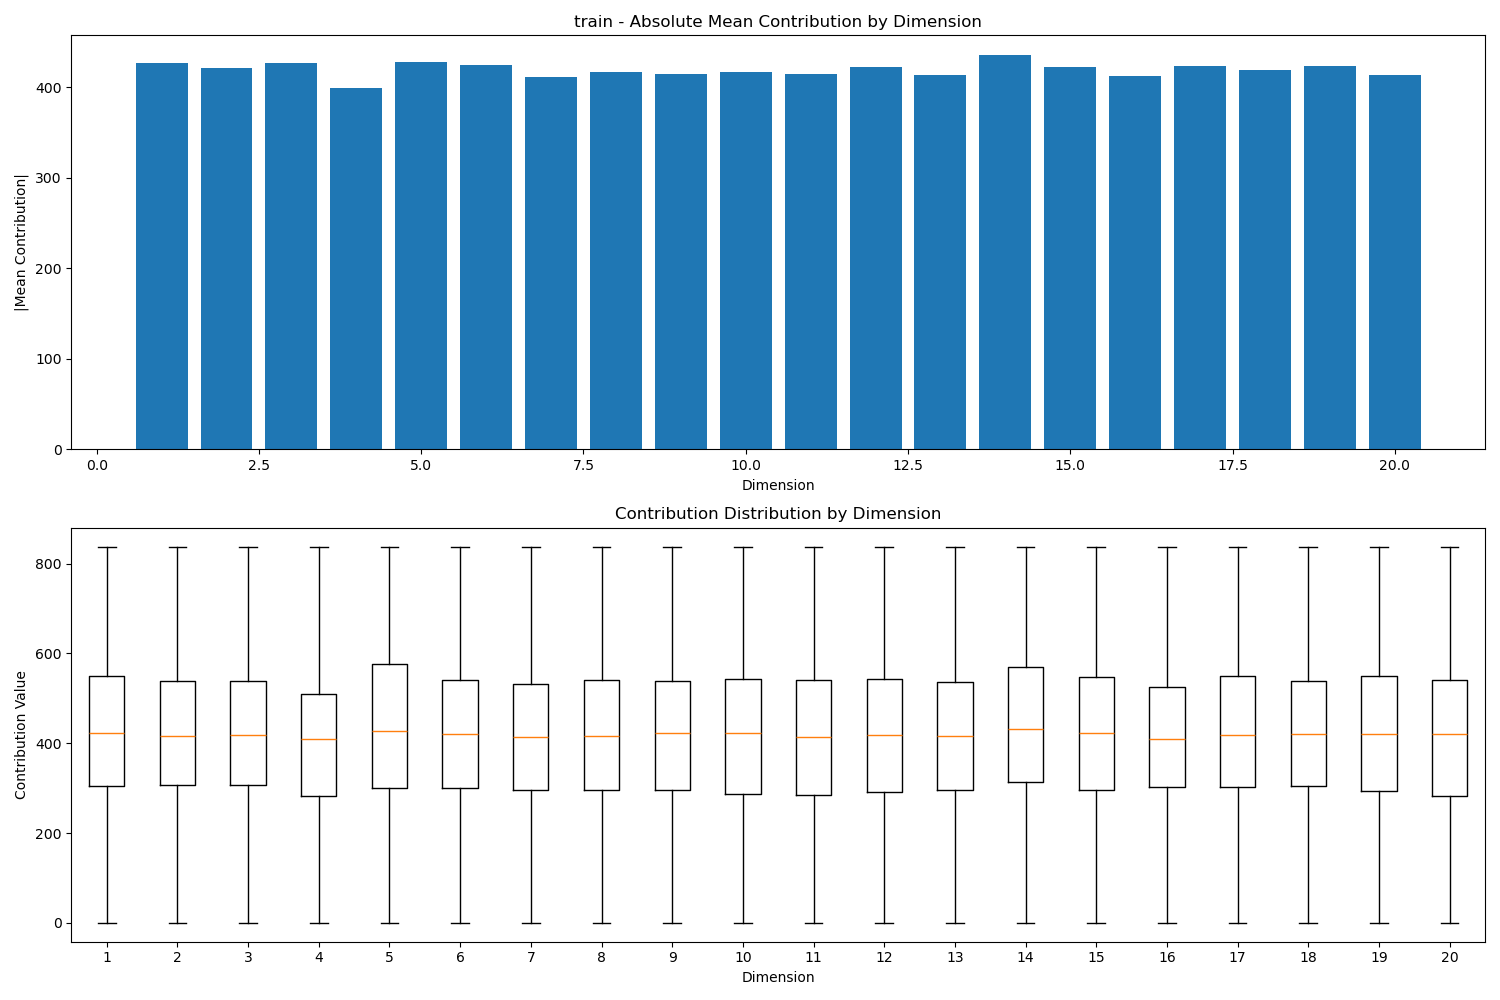 train - Absolute Mean Contribution by Dimension
|Mean Contribution|
400
300
200
100
0
0.0 2.5 5.0 7.5 10.0 12.5 15.0 17.5 20.0
Dimension
Contribution Distribution by Dimension
Contribution Value
800
600
400
200
0
1 2 3 4 5 6 7 8 9 10 11 12 13 14 15 16 17 18 19 20
Dimension